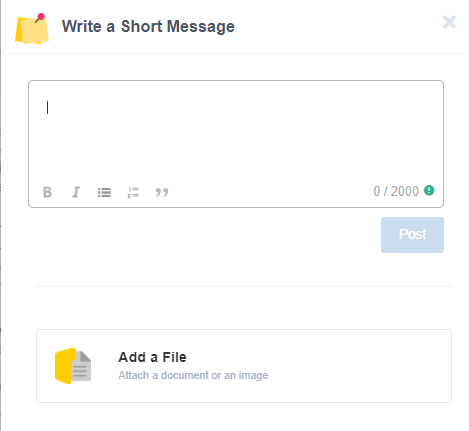 Write a Short Message
B I
0 / 2000
Post
Add a File
Attach a document or an image